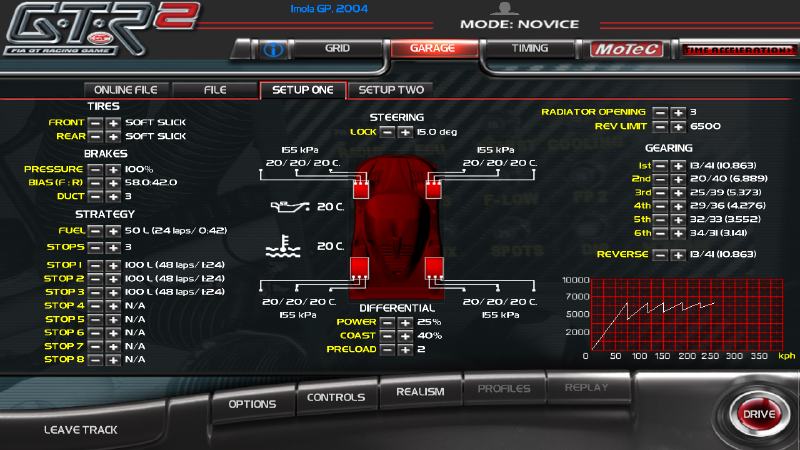 Imola GP, 2004
GTR2
FIA GT RACING GAME
MODE: NOVICE
GRID
GARAGE
TIMING
MoTeC
TIME ACCELERATION
ONLINE FILE
FILE
SETUP ONE
SETUP TWO
TIRES
FRONT - + SOFT SLICK
REAR - + SOFT SLICK
BRAKES
PRESSURE - + 100%
BIAS (F : R) - + 58.0:42.0
DUCT - + 3
STRATEGY
FUEL - + 50 L (24 laps/ 0:42)
STOPS - + 3
STOP 1 - + 100 L (48 laps/ 1:24)
STOP 2 - + 100 L (48 laps/ 1:24)
STOP 3 - + 100 L (48 laps/ 1:24)
STOP 4 - + N/A
STOP 5 - + N/A
STOP 6 - + N/A
STOP 7 - + N/A
STOP 8 - + N/A
STEERING
LOCK - + 15.0 deg
155 kPa
20/20/20 C.
155 kPa
20/20/20 C.
20 C.
20 C.
20/20/20 C.
155 kPa
20/20/20 C.
155 kPa
DIFFERENTIAL
POWER - + 25%
COAST - + 40%
PRELOAD - + 2
RADIATOR OPENING - + 3
REV LIMIT - + 6500
GEARING
1st - + 13/41 (10.863)
2nd - + 20/40 (6.889)
3rd - + 25/39 (5.373)
4th - + 29/36 (4.276)
5th - + 32/33 (3.552)
6th - + 34/31 (3.141)
REVERSE - + 13/41 (10.863)
10000
7000
5000
2000
0 50 100 150 200 250 300 350 kph
LEAVE TRACK
OPTIONS
CONTROLS
REALISM
PROFILES
REPLAY
DRIVE